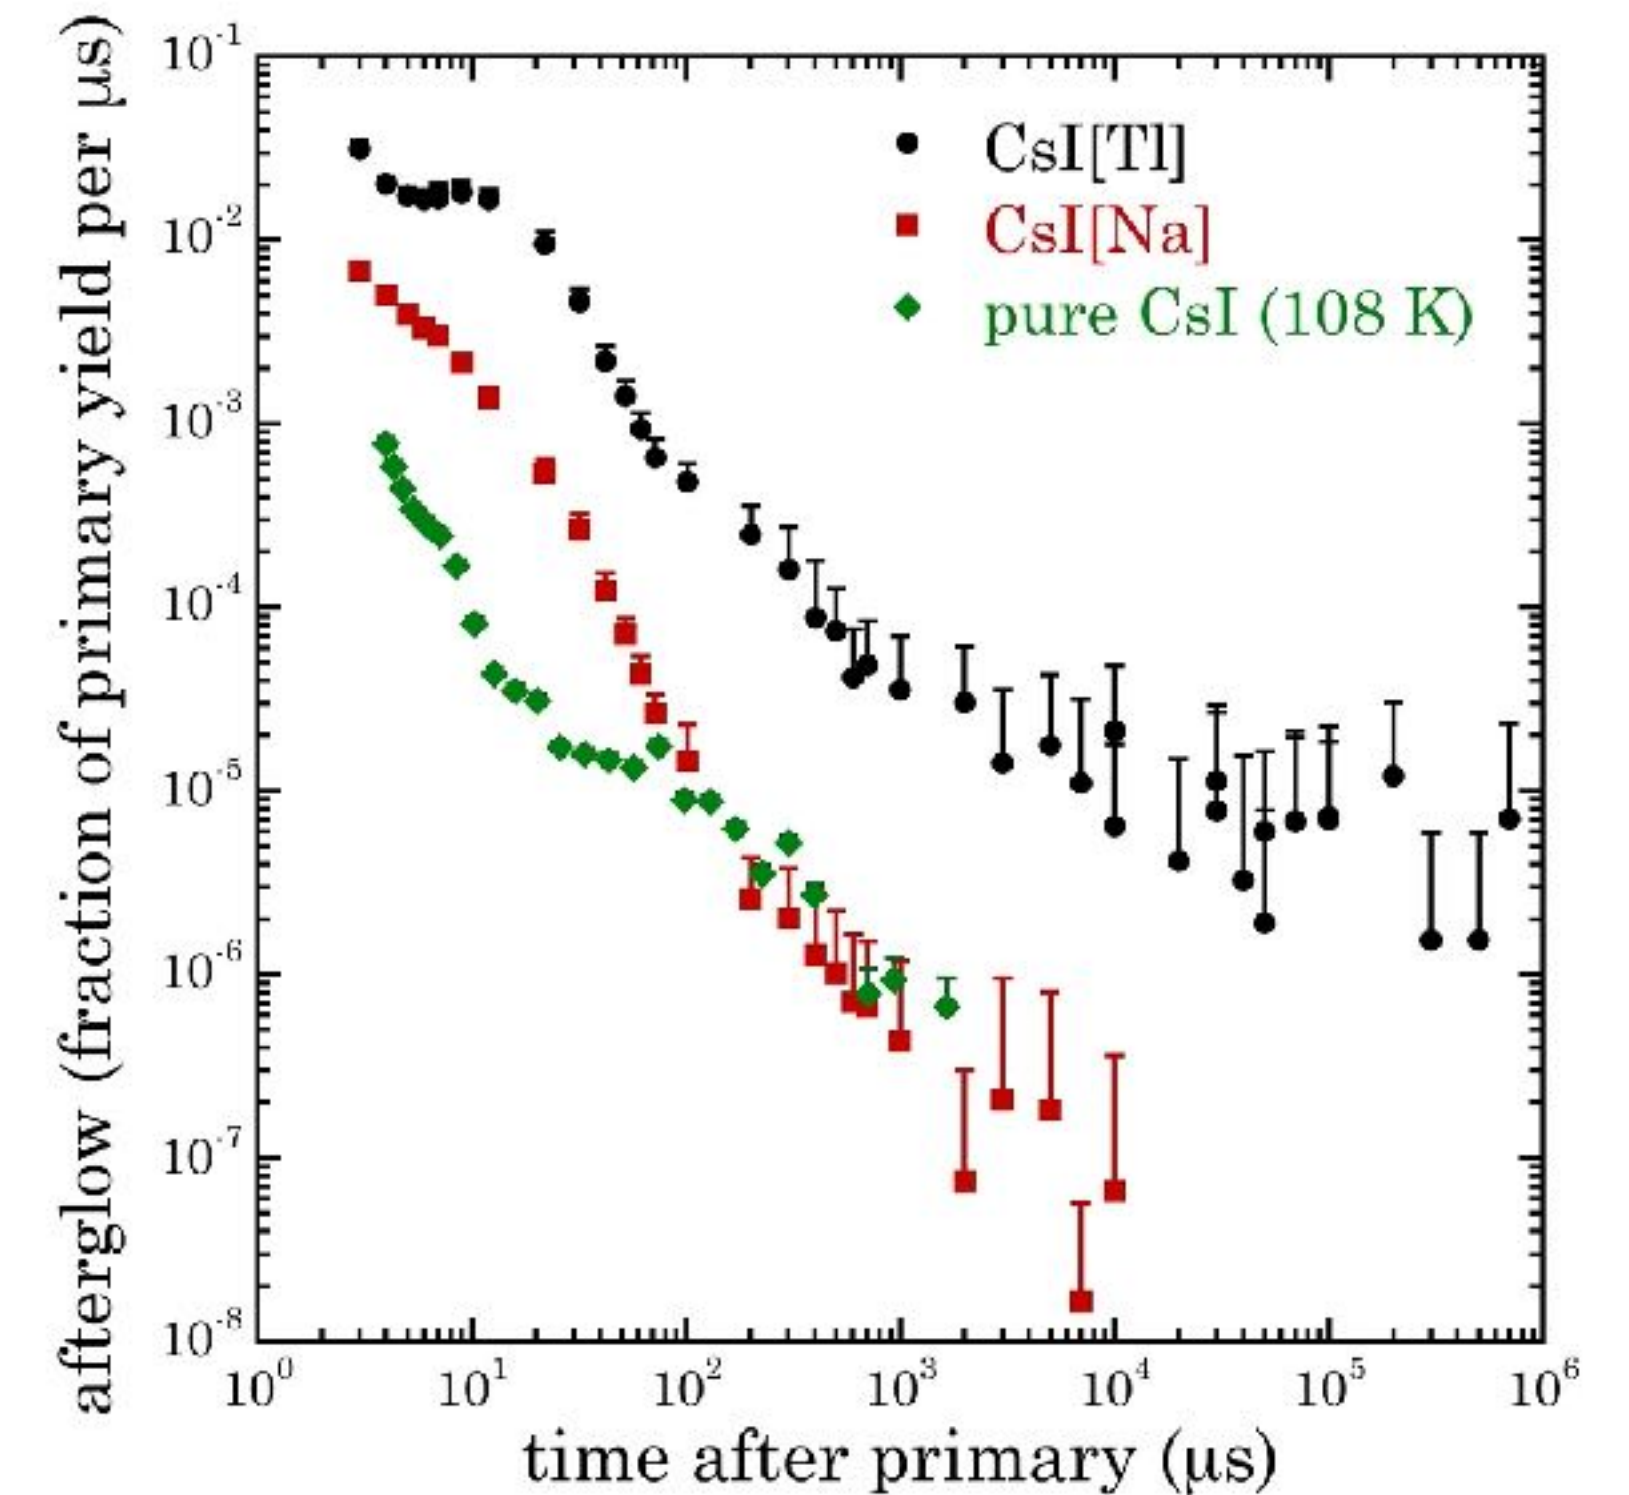 afterglow (fraction of primary yield per μs)
10⁻¹
10⁻²
10⁻³
10⁻⁴
10⁻⁵
10⁻⁶
10⁻⁷
10⁻⁸
CsI[Tl]
CsI[Na]
pure CsI (108 K)
10⁰ 10¹ 10² 10³ 10⁴ 10⁵ 10⁶
time after primary (μs)